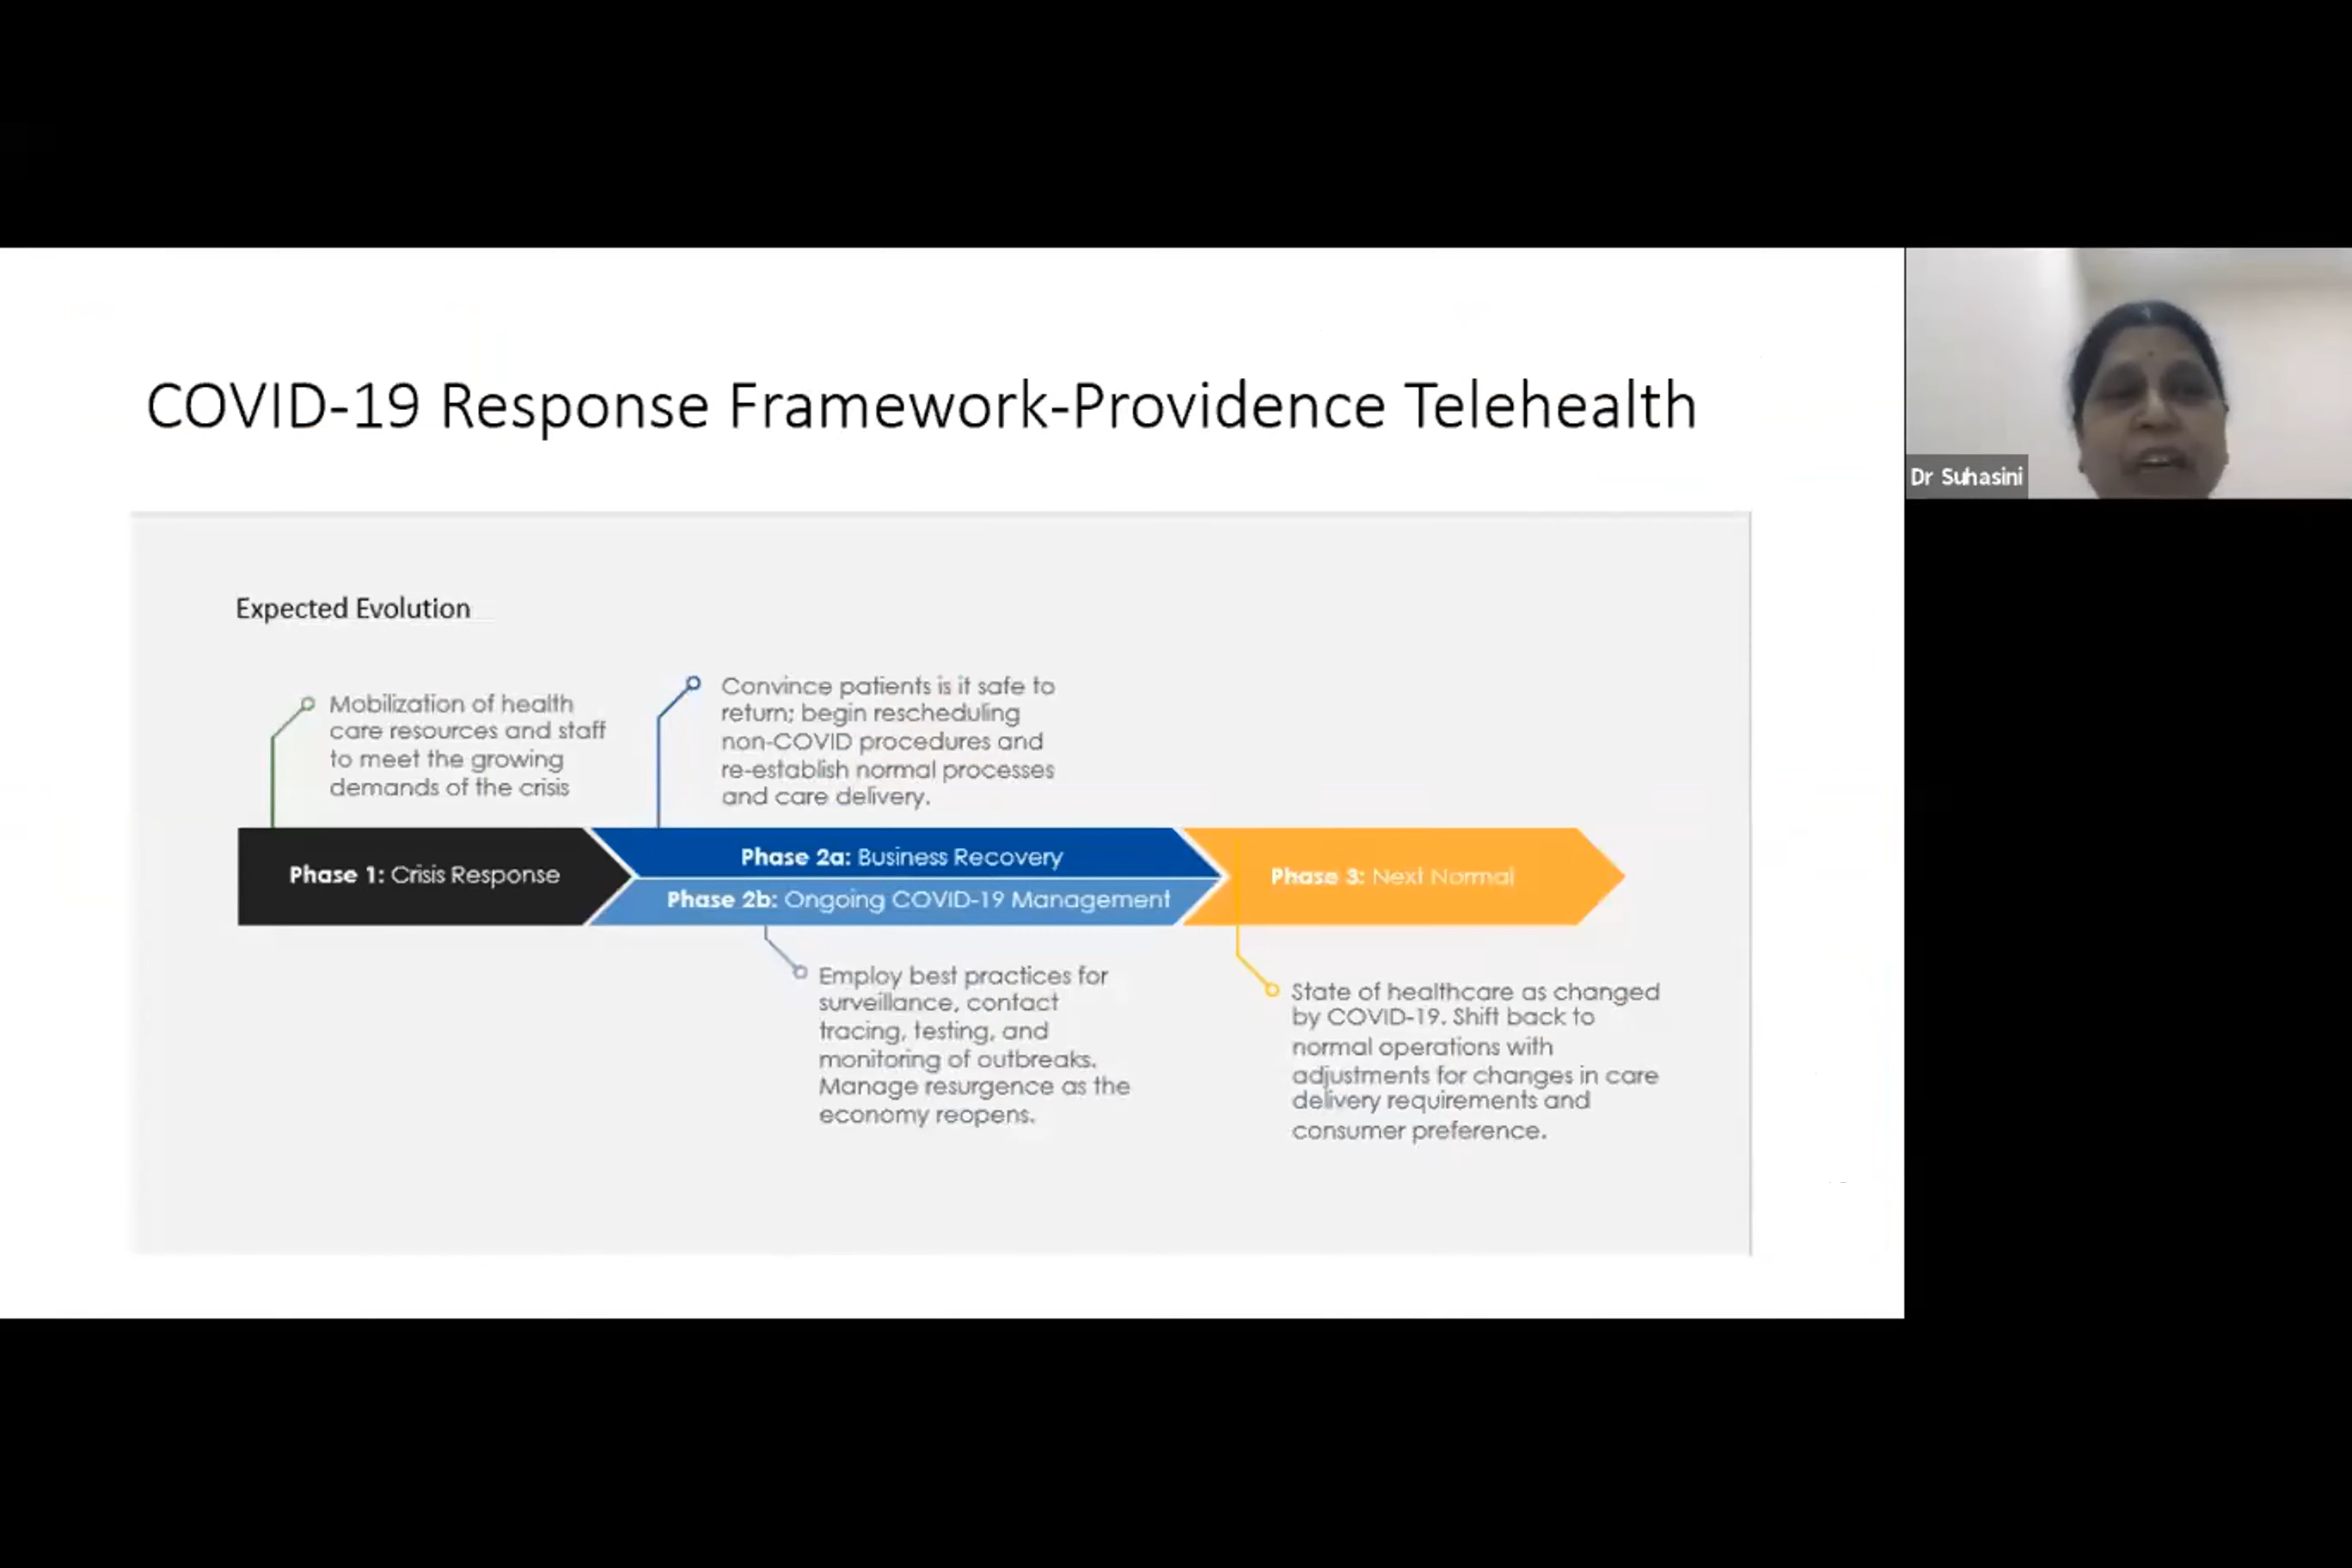 COVID-19 Response Framework-Providence Telehealth
Dr Suhasini
Expected Evolution
Mobilization of health
care resources and staff
to meet the growing
demands of the crisis
Convince patients is it safe to
return; begin rescheduling
non-COVID procedures and
re-establish normal processes
and care delivery.
Phase 1: Crisis Response
Phase 2a: Business Recovery
Phase 2b: Ongoing COVID-19 Management
Phase 3: Next Normal
Employ best practices for
surveillance, contact
tracing, testing, and
monitoring of outbreaks.
Manage resurgence as the
economy reopens.
State of healthcare as changed
by COVID-19. Shift back to
normal operations with
adjustments for changes in care
delivery requirements and
consumer preference.